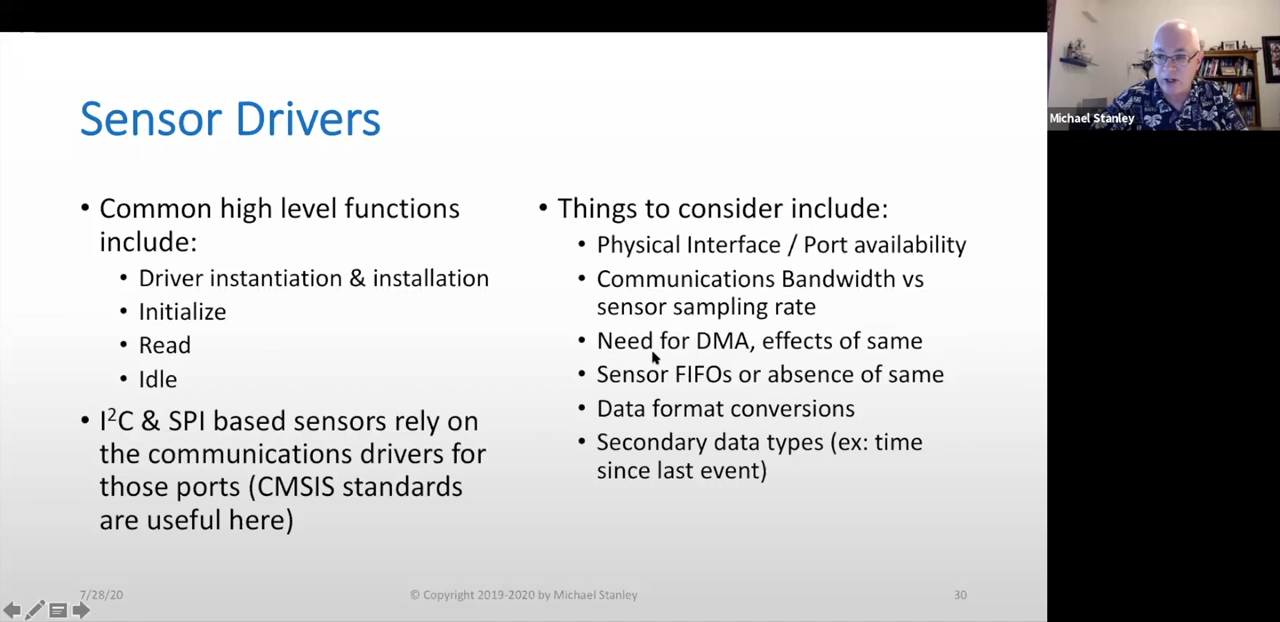 Sensor Drivers
• Common high level functions
include:
• Driver instantiation & installation
• Initialize
• Read
• Idle
• I²C & SPI based sensors rely on
the communications drivers for
those ports (CMSIS standards
are useful here)
• Things to consider include:
• Physical Interface / Port availability
• Communications Bandwidth vs
sensor sampling rate
• Need for DMA, effects of same
• Sensor FIFOs or absence of same
• Data format conversions
• Secondary data types (ex: time
since last event)
7/28/20
© Copyright 2019-2020 by Michael Stanley
30
Michael Stanley